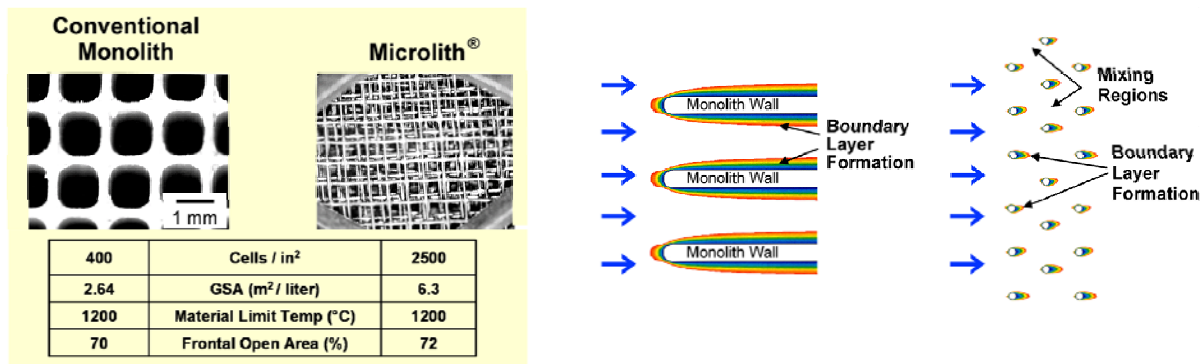 Conventional
Monolith
Microlith®
1 mm
400 Cells / in² 2500
2.64 GSA (m² / liter) 6.3
1200 Material Limit Temp (°C) 1200
70 Frontal Open Area (%) 72
Monolith Wall
Monolith Wall
Monolith Wall
Boundary
Layer
Formation
Mixing
Regions
Boundary
Layer
Formation